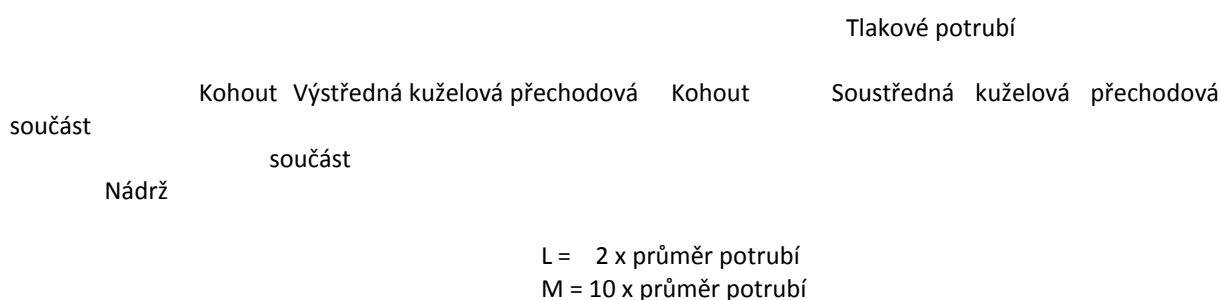 Tlakové potrubí
Kohout Výstředná kuželová přechodová Kohout Soustředná kuželová přechodová
součást
součást
Nádrž
L = 2 x průměr potrubí
M = 10 x průměr potrubí